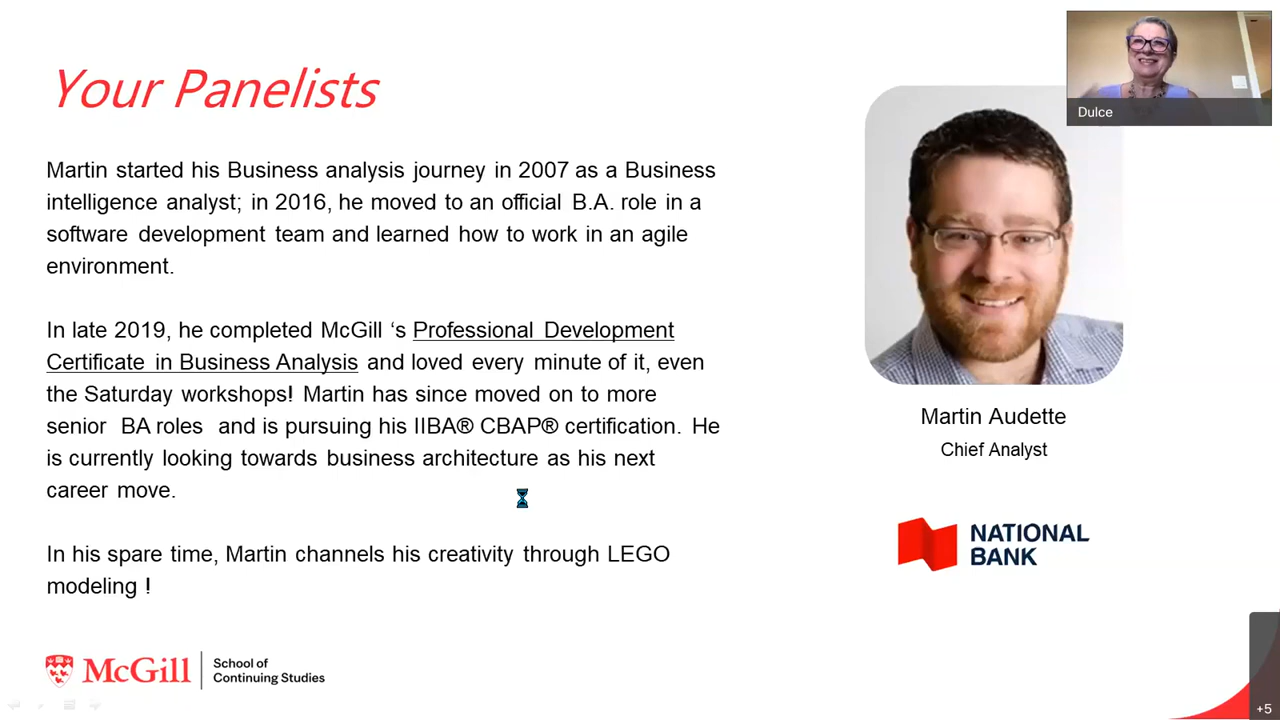 Your Panelists
Dulce
Martin started his Business analysis journey in 2007 as a Business
intelligence analyst; in 2016, he moved to an official B.A. role in a
software development team and learned how to work in an agile
environment.
In late 2019, he completed McGill ‘s Professional Development
Certificate in Business Analysis and loved every minute of it, even
the Saturday workshops! Martin has since moved on to more
senior BA roles and is pursuing his IIBA® CBAP® certification. He
is currently looking towards business architecture as his next
career move.
In his spare time, Martin channels his creativity through LEGO
modeling !
Martin Audette
Chief Analyst
NATIONAL
BANK
McGill
School of
Continuing Studies
+5